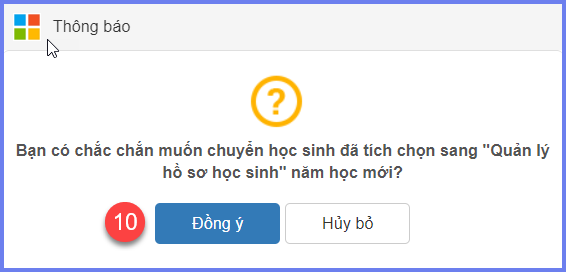 Thông báo
Bạn có chắc chắn muốn chuyển học sinh đã tích chọn sang "Quản lý
hồ sơ học sinh" năm học mới?
10 Đồng ý Hủy bỏ